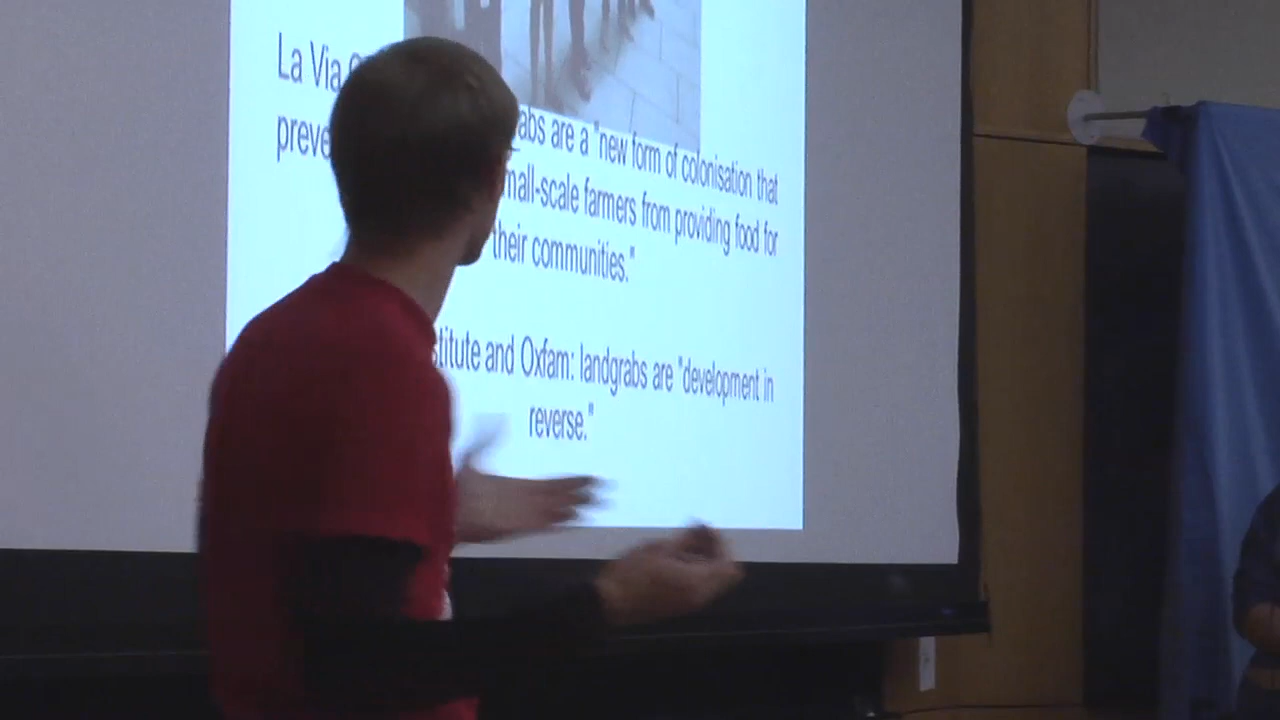 La Via abs are a "new form of colonisation that
preve mall-scale farmers from providing food for
their communities."
stitute and Oxfam: landgrabs are "development in
reverse."